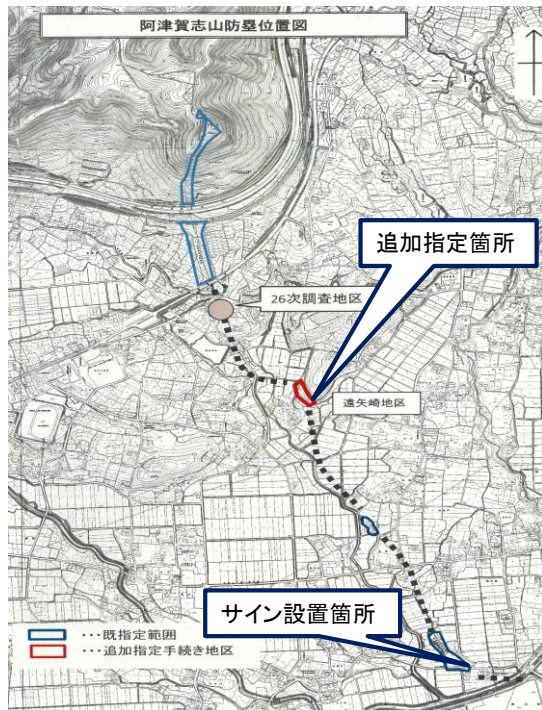 阿津賀志山防塁位置図
追加指定箇所
26次調査地区
遠矢崎地区
サイン設置箇所
･･･既指定範囲
･･･追加指定手続き地区